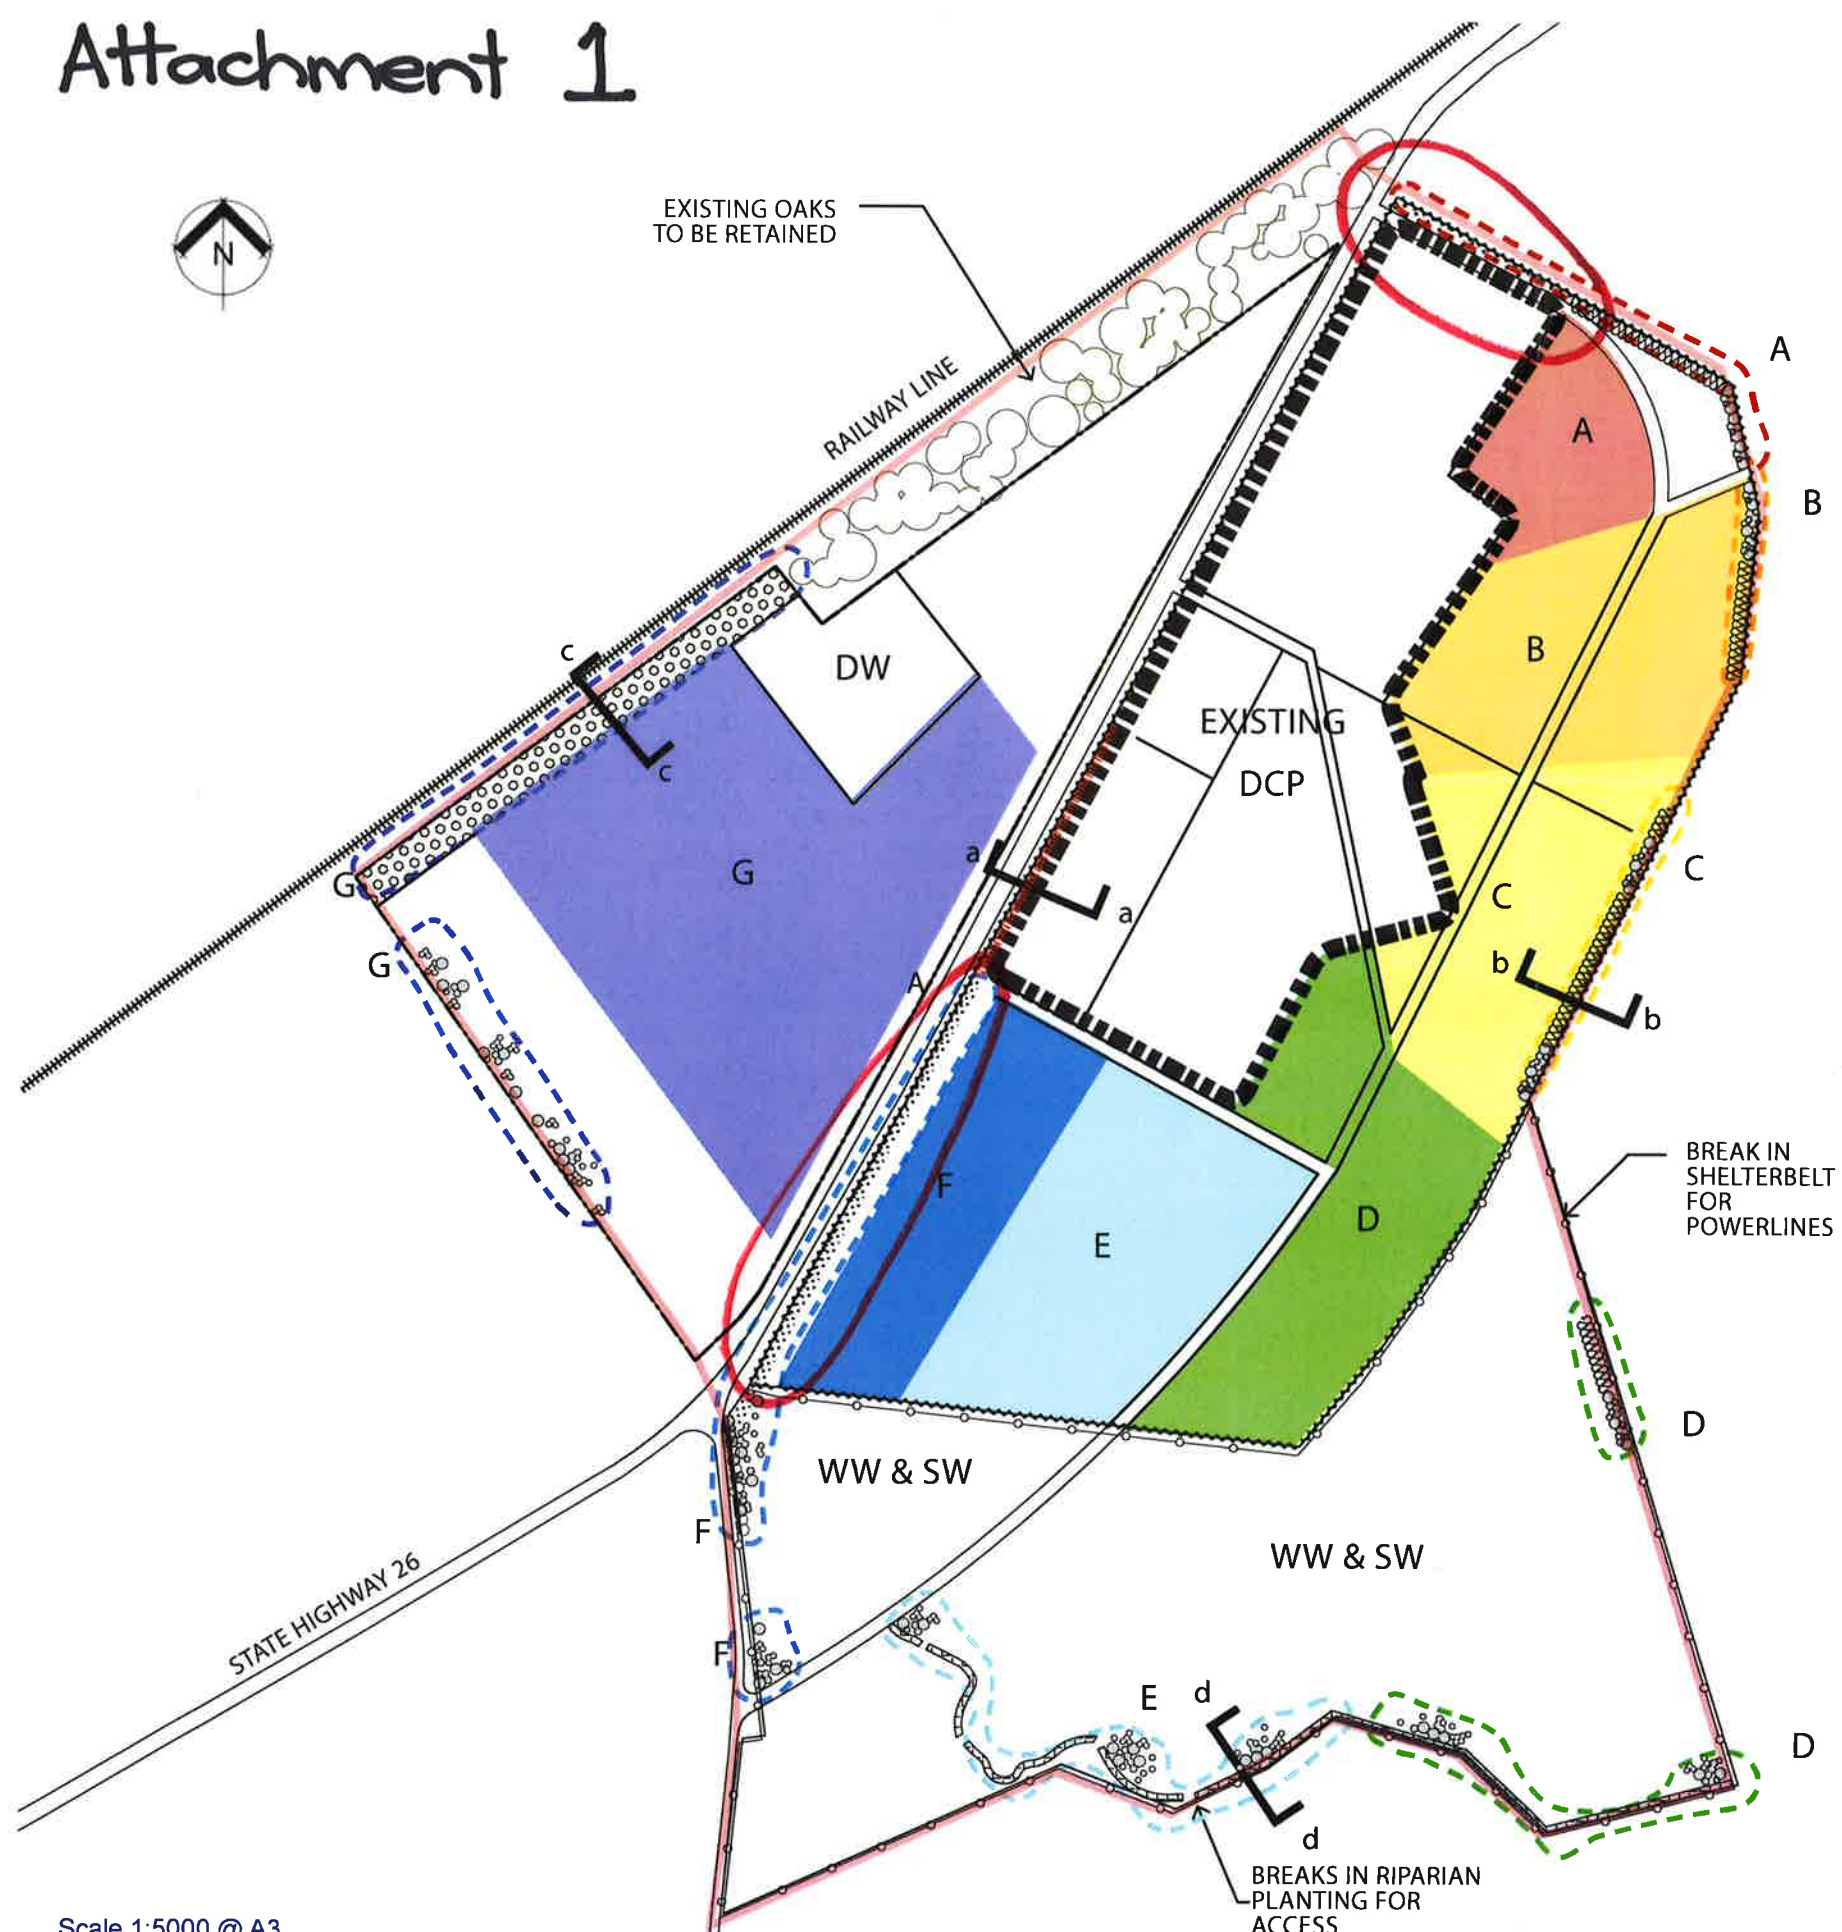 Attachment 1
EXISTING OAKS
TO BE RETAINED
N
RAILWAY LINE
A
A
B
B
DW
c
c
EXISTING
DCP
G
G
G
a
a
A
C
C
b
b
F
E
D
BREAK IN
SHELTERBELT
FOR
POWERLINES
D
WW & SW
WW & SW
F
F
STATE HIGHWAY 26
E
d
d
D
BREAKS IN RIPARIAN
PLANTING FOR
ACCESS
Scale 1:5000 @ A3